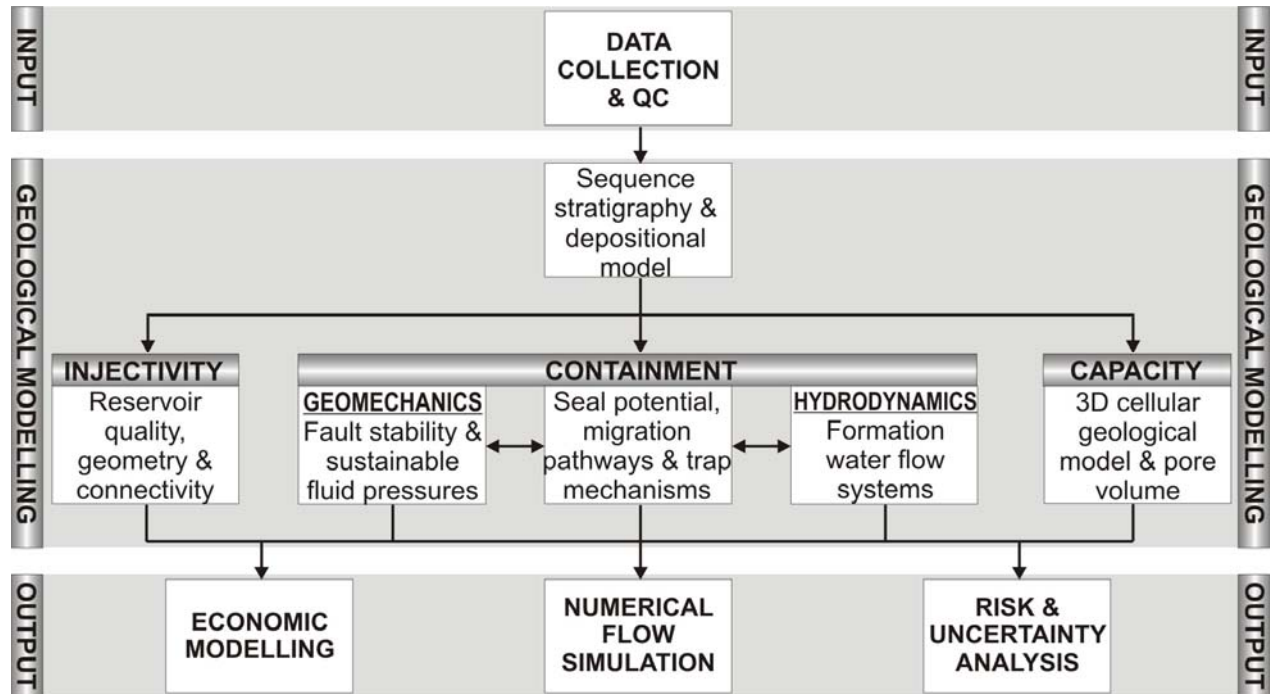 INPUT
DATA
COLLECTION
& QC
INPUT
GEOLOGICAL MODELLING
Sequence
stratigraphy &
depositional
model
GEOLOGICAL MODELLING
INJECTIVITY
Reservoir
quality,
geometry &
connectivity
CONTAINMENT
GEOMECHANICS
Fault stability &
sustainable
fluid pressures
Seal potential,
migration
pathways & trap
mechanisms
HYDRODYNAMICS
Formation
water flow
systems
CAPACITY
3D cellular
geological
model & pore
volume
OUTPUT
ECONOMIC
MODELLING
NUMERICAL
FLOW
SIMULATION
RISK &
UNCERTAINTY
ANALYSIS
OUTPUT